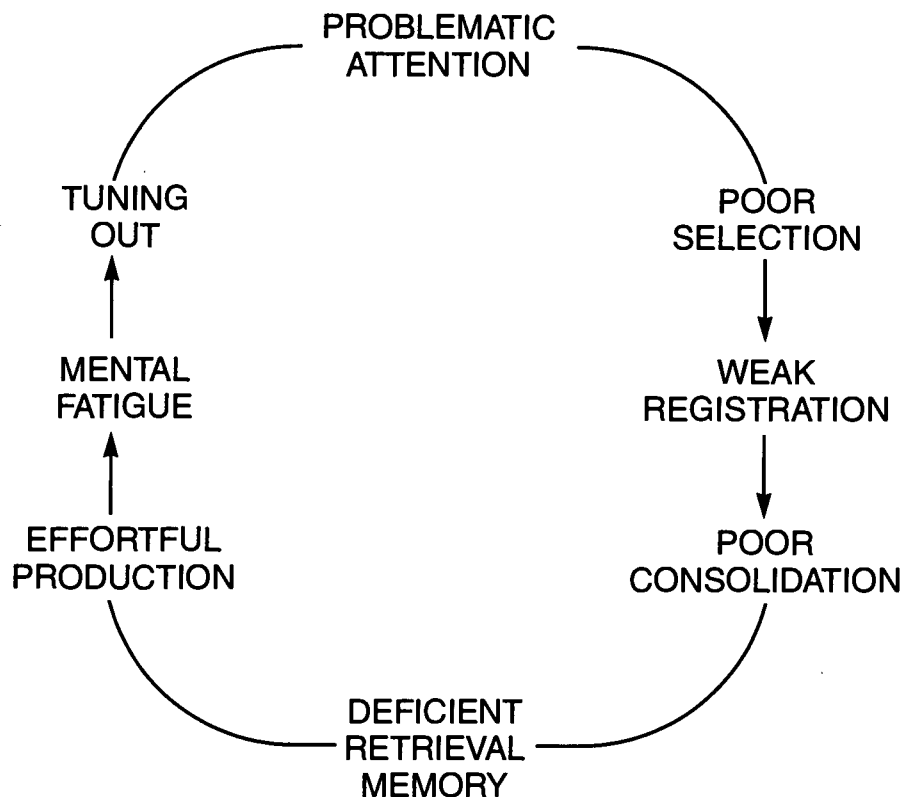 PROBLEMATIC
ATTENTION
POOR
SELECTION
WEAK
REGISTRATION
POOR
CONSOLIDATION
DEFICIENT
RETRIEVAL
MEMORY
EFFORTFUL
PRODUCTION
MENTAL
FATIGUE
TUNING
OUT